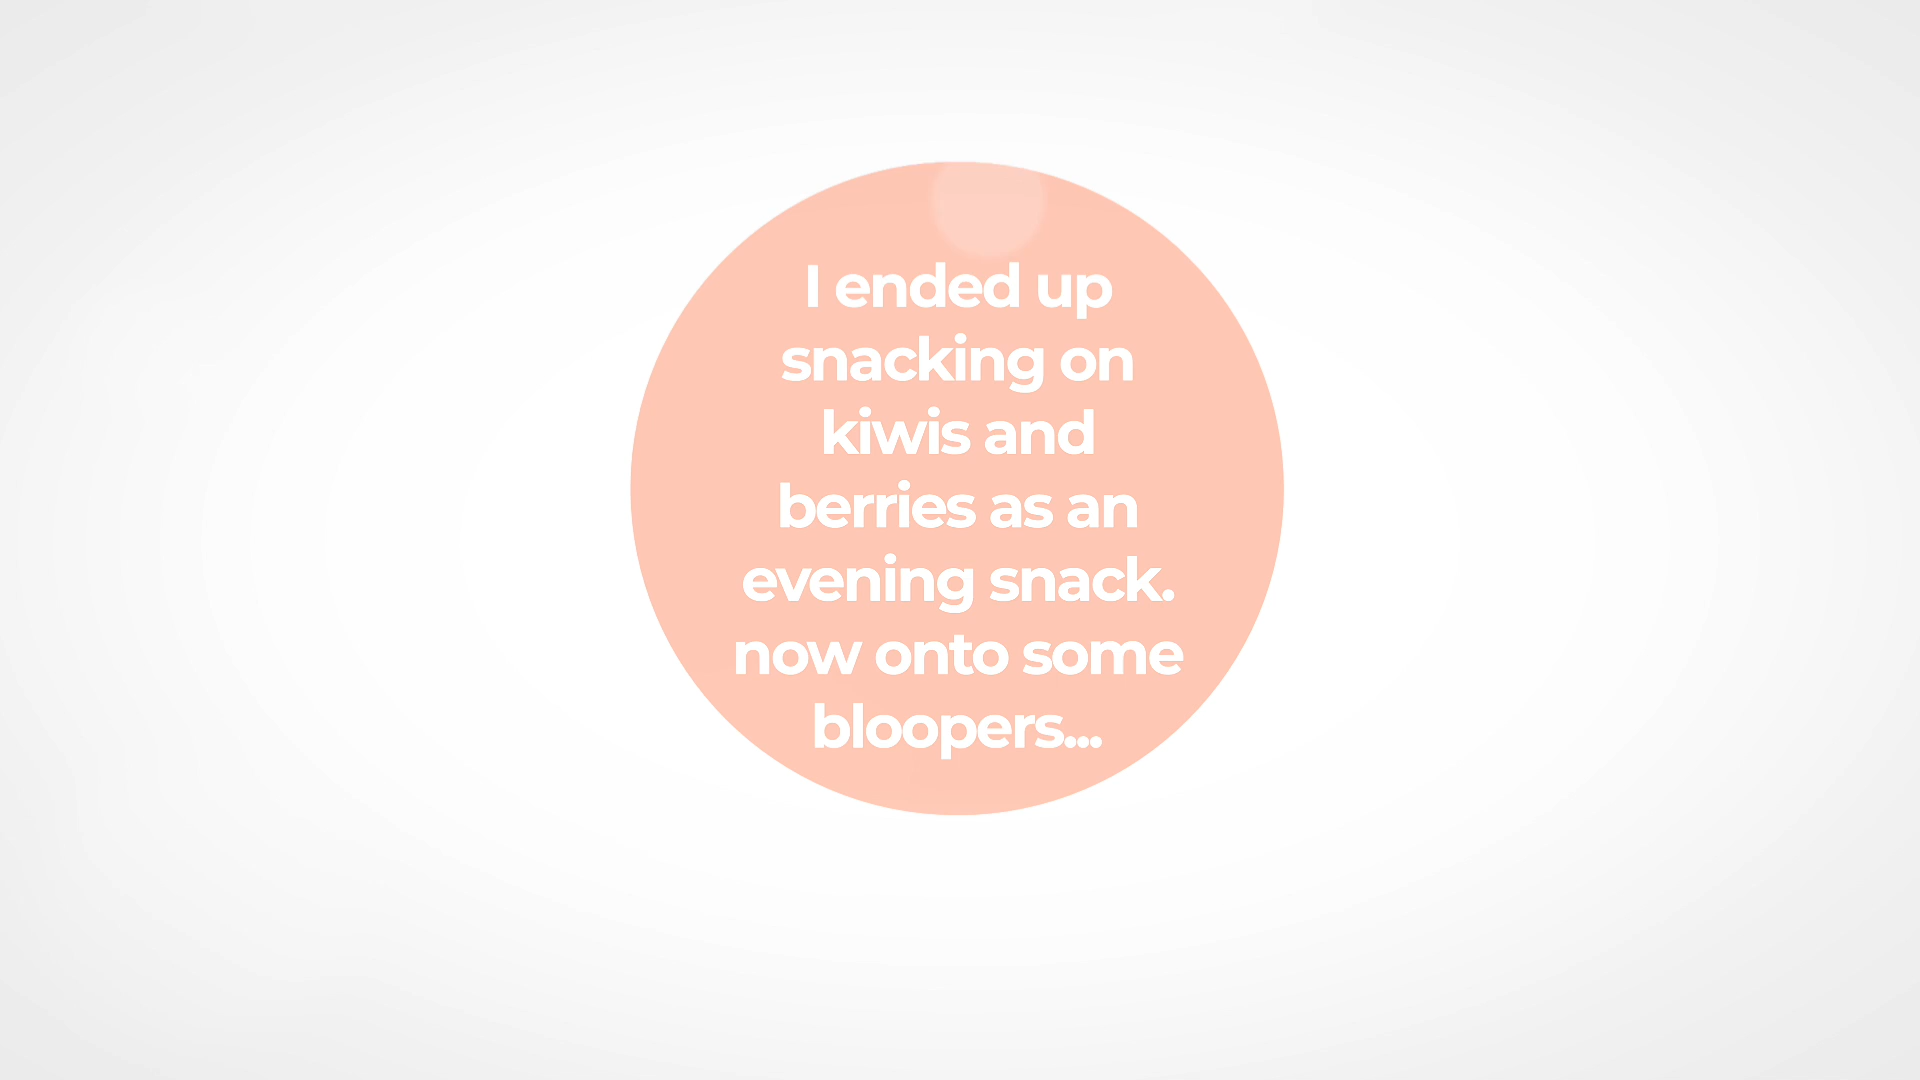 I ended up
snacking on
kiwis and
berries as an
evening snack.
now onto some
bloopers...